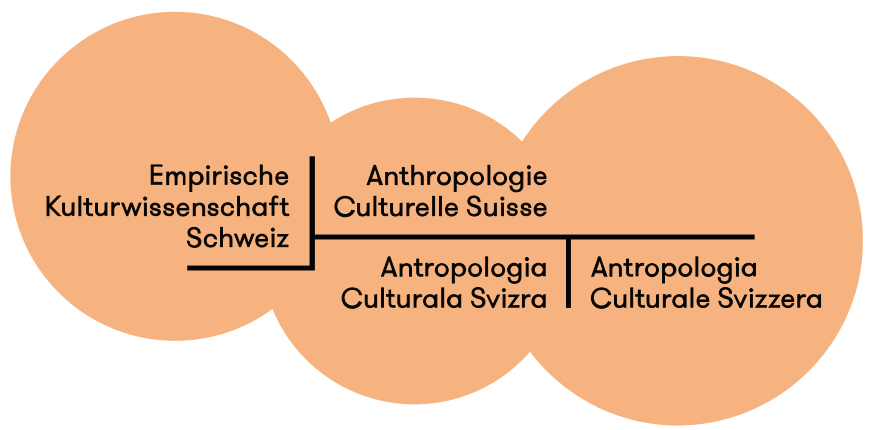 Empirische
Kulturwissenschaft
Schweiz
Anthropologie
Culturelle Suisse
Antropologia
Culturala Svizra
Antropologia
Culturale Svizzera